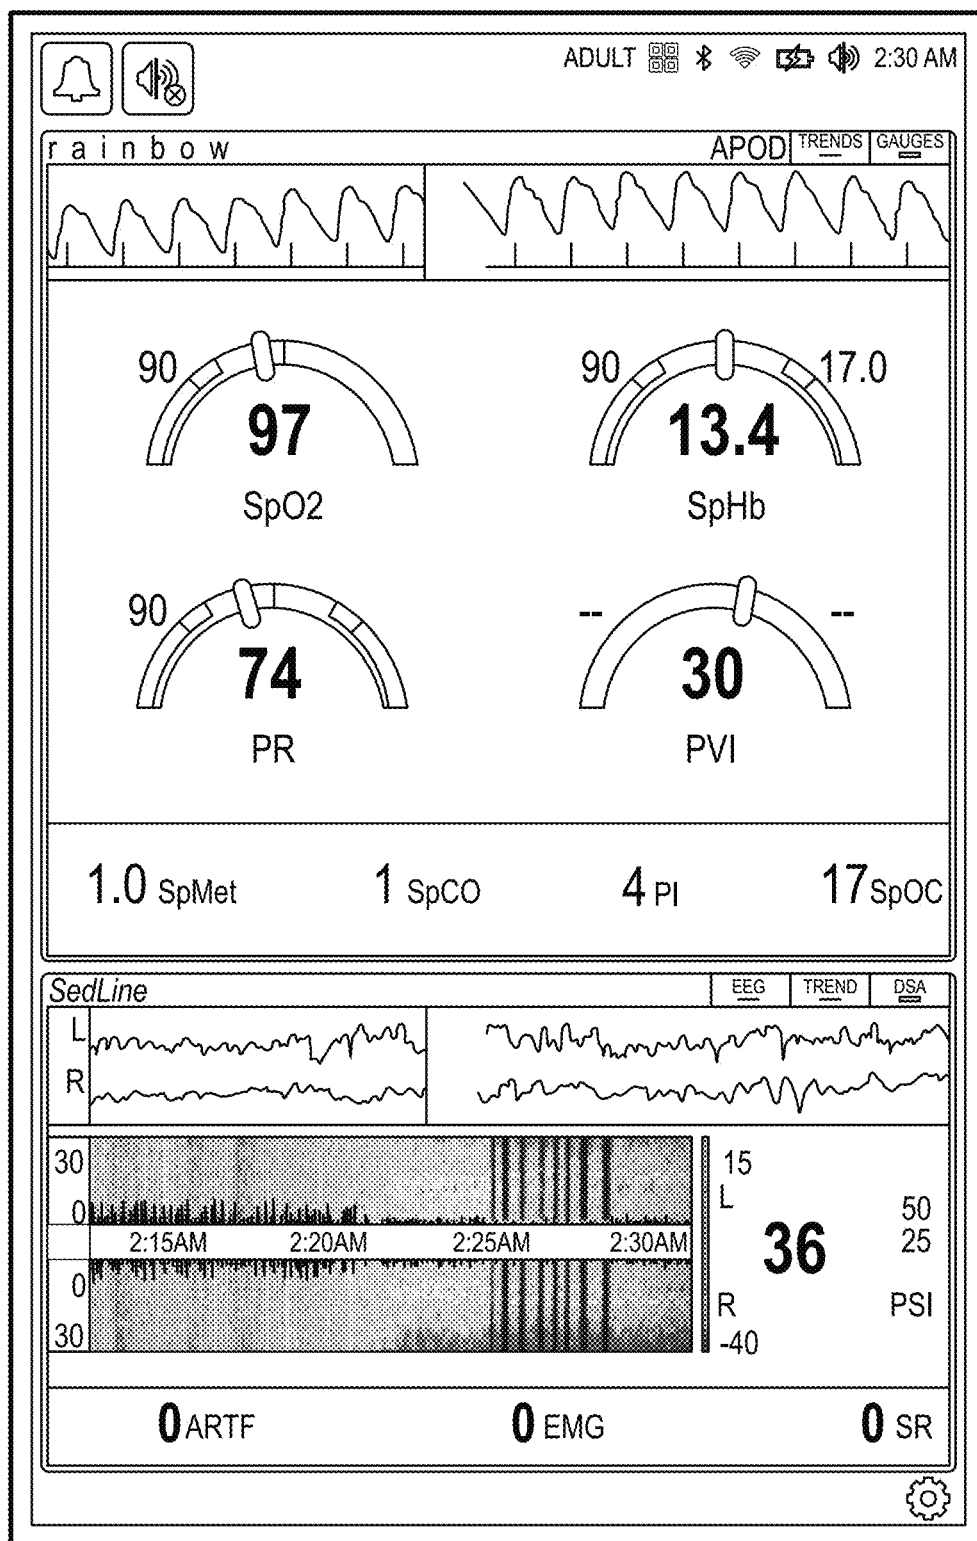 ADULT 2:30 AM
rainbow APOD TRENDS GAUGES
90 90 17.0
97 13.4
SpO2 SpHb
90 -- --
74 30
PR PVI
1.0 SpMet 1 SpCO 4 PI 17 SpOC
SedLine EEG TREND DSA
L
R
30 15
L
0 50
2:15AM 2:20AM 2:25AM 2:30AM 36 25
0
R PSI
30 -40
0 ARTF 0 EMG 0 SR